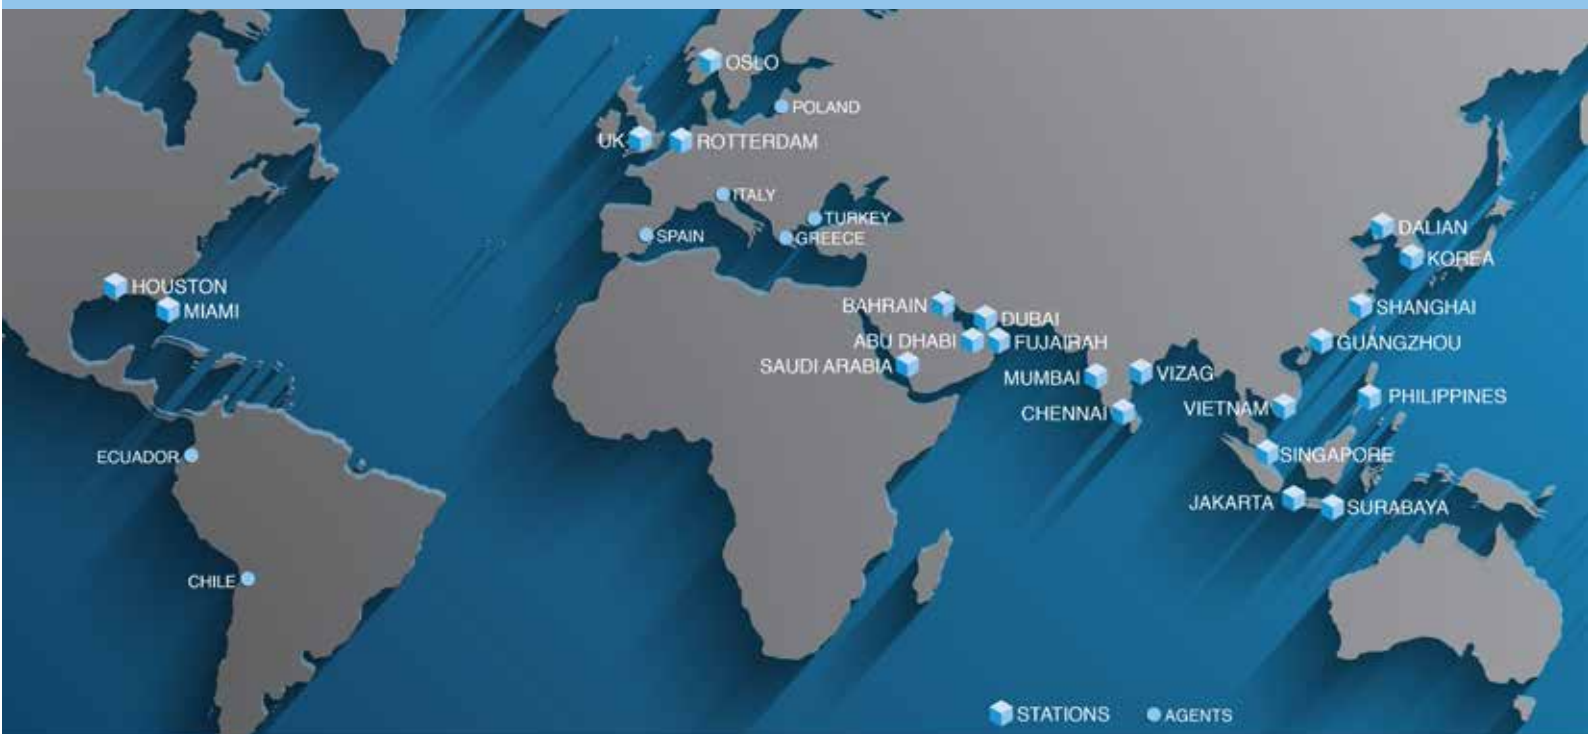 OSLO
POLAND
UK
ROTTERDAM
ITALY
TURKEY
SPAIN
GREECE
DALIAN
KOREA
HOUSTON
MIAMI
BAHRAIN
DUBAI
SHANGHAI
ABU DHABI
FUJAIRAH
GUANGZHOU
SAUDI ARABIA
MUMBAI
VIZAG
PHILIPPINES
CHENNAI
VIETNAM
ECUADOR
SINGAPORE
JAKARTA
SURABAYA
CHILE
STATIONS
AGENTS